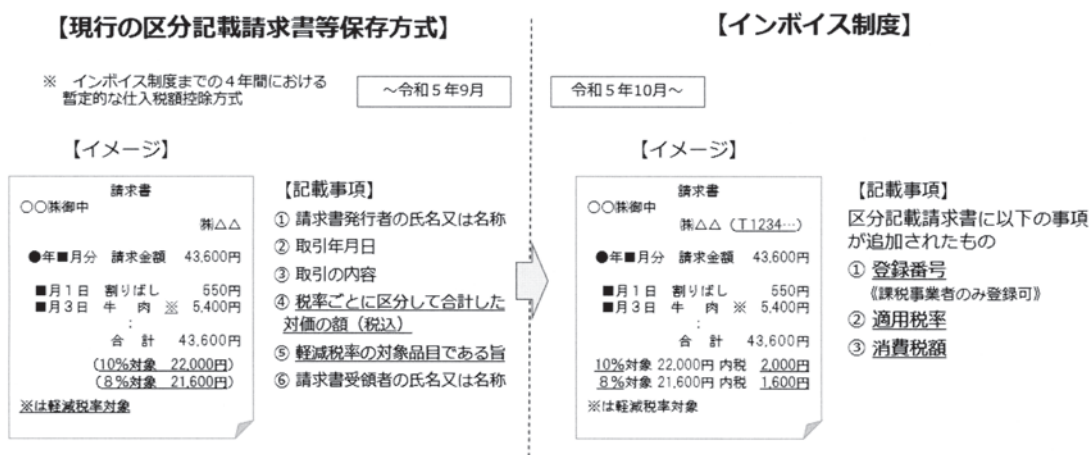 【現行の区分記載請求書等保存方式】
※　インボイス制度までの４年間における
暫定的な仕入税額控除方式
～令和５年9月
【イメージ】
請求書
○○㈱御中
㈱△△
●年■月分　請求金額　43,600円
■月１日　割りばし　550円
■月３日　牛　肉　※　5,400円
：
合　計　43,600円
(10%対象　22,000円)
(８%対象　21,600円)
※は軽減税率対象
【記載事項】
① 請求書発行者の氏名又は名称
② 取引年月日
③ 取引の内容
④ 税率ごとに区分して合計した
対価の額（税込）
⑤ 軽減税率の対象品目である旨
⑥ 請求書受領者の氏名又は名称
【インボイス制度】
令和５年10月～
【イメージ】
請求書
○○㈱御中
㈱△△（Ｔ1234…）
●年■月分　請求金額　43,600円
■月１日　割りばし　550円
■月３日　牛　肉　※　5,400円
：
合　計　43,600円
10%対象 22,000円 内税　2,000円
８%対象 21,600円 内税　1,600円
※は軽減税率対象
【記載事項】
区分記載請求書に以下の事項
が追加されたもの
① 登録番号
《課税事業者のみ登録可》
② 適用税率
③ 消費税額